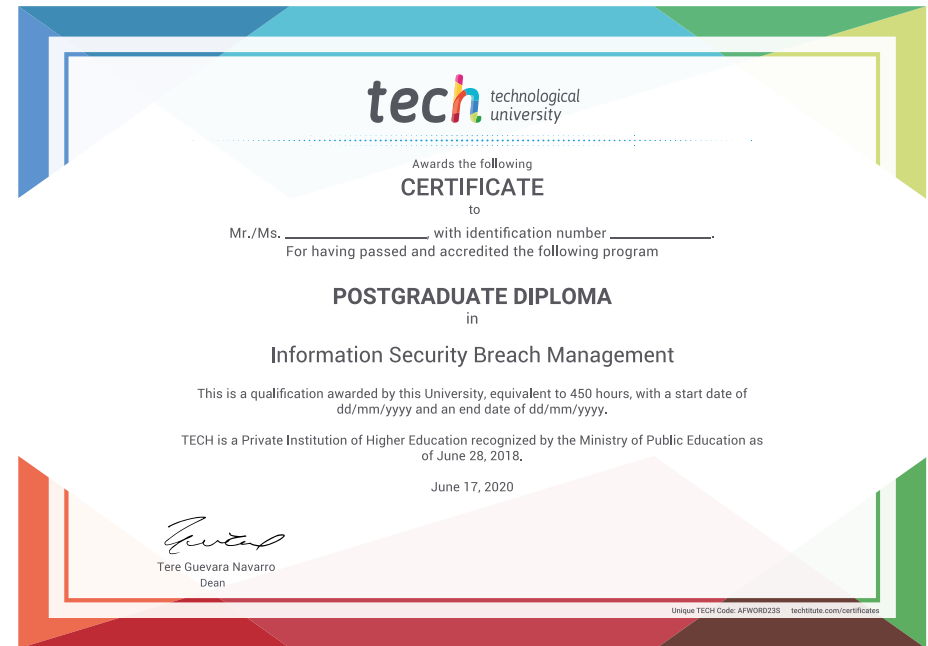 tech technological
university
Awards the following
CERTIFICATE
to
Mr./Ms. ____________________, with identification number ______________.
For having passed and accredited the following program
POSTGRADUATE DIPLOMA
in
Information Security Breach Management
This is a qualification awarded by this University, equivalent to 450 hours, with a start date of
dd/mm/yyyy and an end date of dd/mm/yyyy.
TECH is a Private Institution of Higher Education recognized by the Ministry of Public Education as
of June 28, 2018.
June 17, 2020
Tere Guevara Navarro
Dean
Unique TECH Code: AFWORD23S techtitute.com/certificates